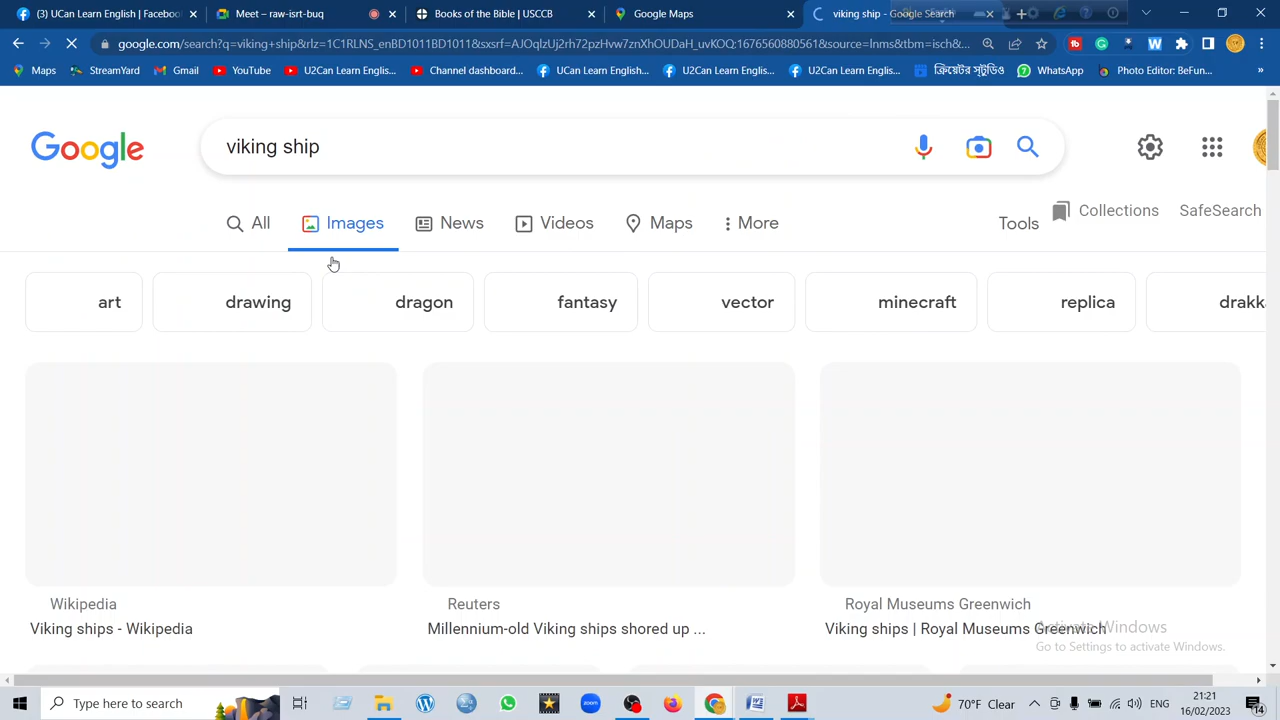 (3) UCan Learn English | Facebo
Meet – raw-isrt-buq
Books of the Bible | USCCB
Google Maps
viking ship - Google Search
google.com/search?q=viking+ship&rlz=1C1RLNS_enBD1011BD1011&sxsrf=AJOqlzUj2rh72pzHvw7znXhOUDaH_uvKOQ:1676560880561&source=lnms&tbm=isch&...
Maps
StreamYard
Gmail
YouTube
U2Can Learn Englis...
Channel dashboard...
UCan Learn English...
U2Can Learn Englis...
U2Can Learn Englis...
ক্রিয়েটর স্টুডিও
WhatsApp
Photo Editor: BeFun...
»
Google
viking ship
All
Images
News
Videos
Maps
More
Tools
Collections
SafeSearch
art
drawing
dragon
fantasy
vector
minecraft
replica
drakka
Wikipedia
Reuters
Royal Museums Greenwich
Viking ships - Wikipedia
Millennium-old Viking ships shored up ...
Viking ships | Royal Museums Greenwich
Activate Windows
Go to Settings to activate Windows.
Type here to search
zoom
70°F Clear
ENG
21:21
16/02/2023
14